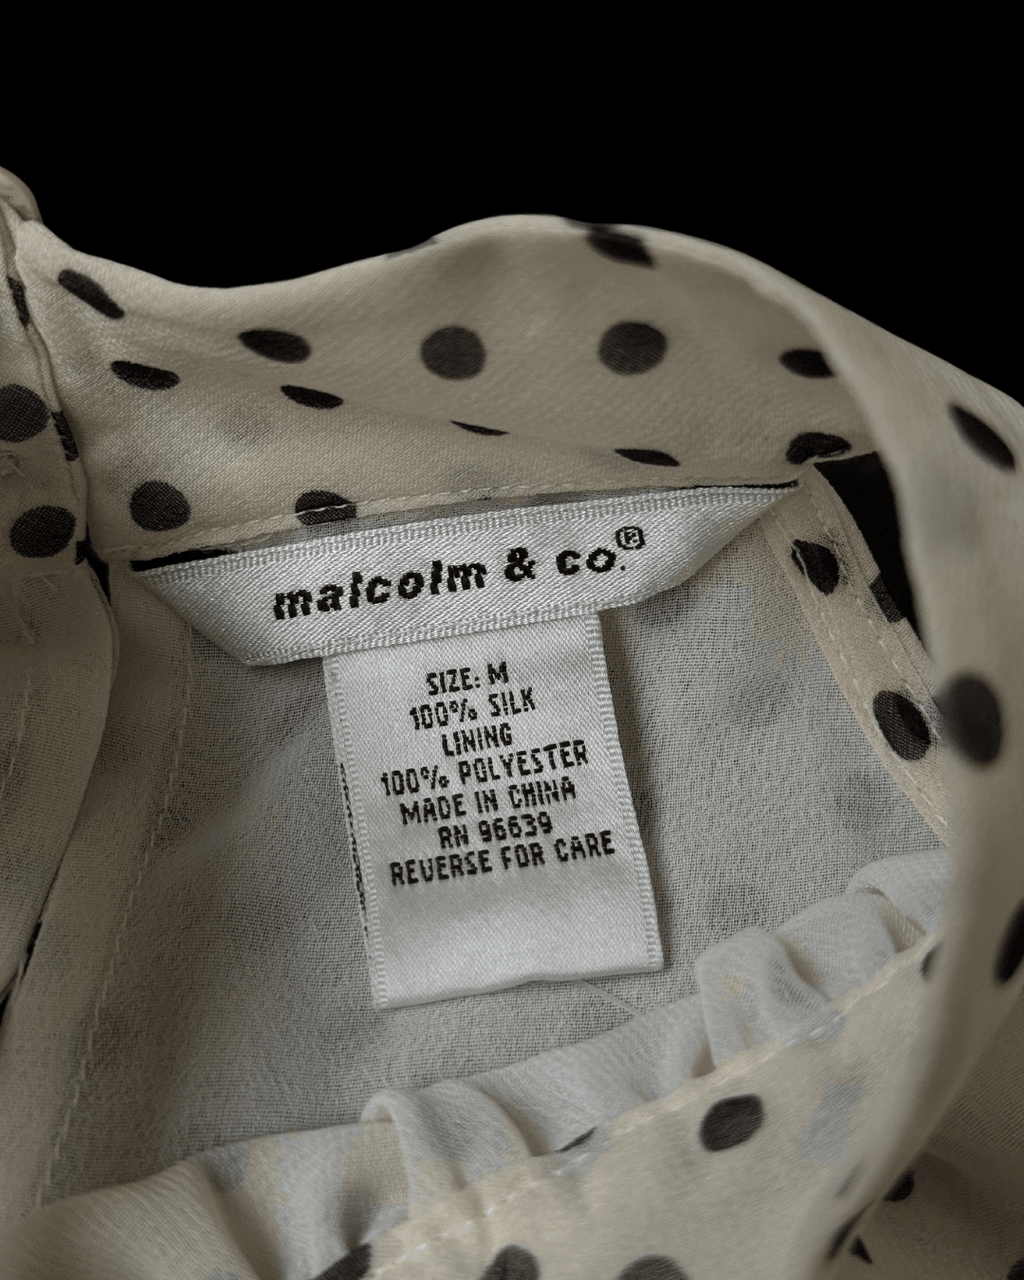 malcolm & co.®
SIZE: M
100% SILK
LINING
100% POLYESTER
MADE IN CHINA
RN 96639
REVERSE FOR CARE